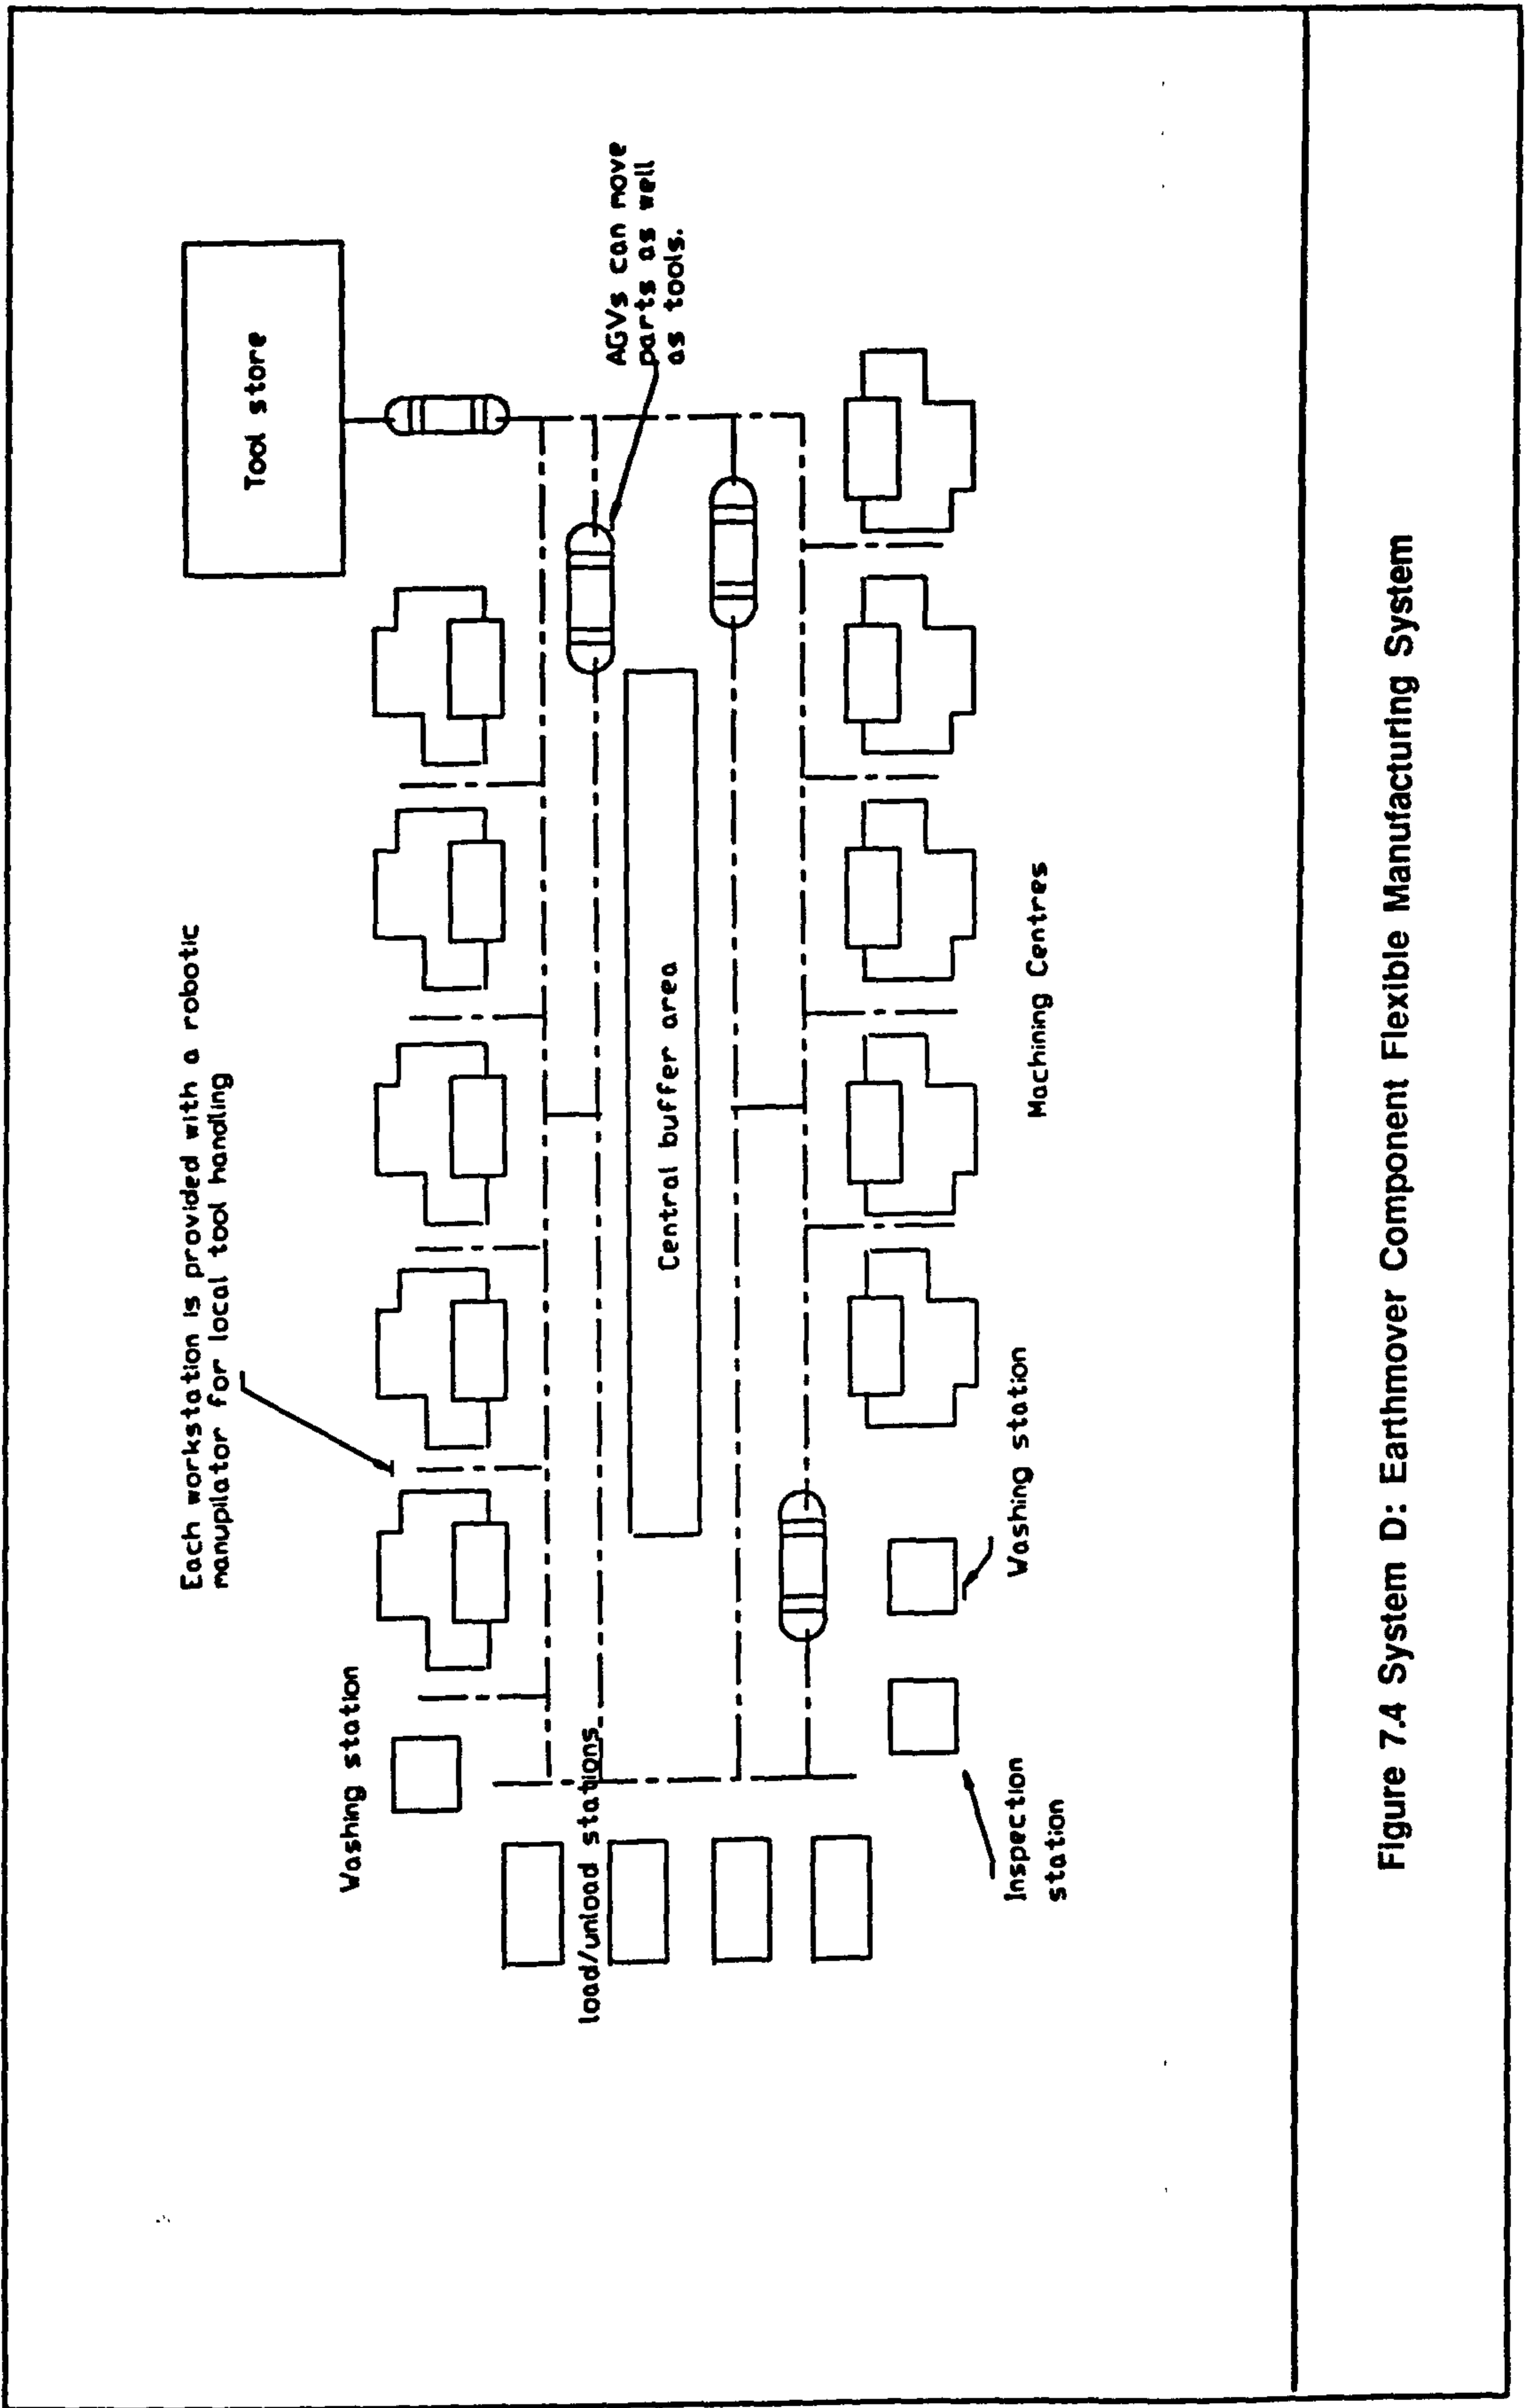 Each workstation is provided with a robotic
manupilator for local tool handling
Tool store
Washing station
AGVs can move
parts as well
as tools.
load/unload stations
Central buffer area
Inspection
station
Washing station
Machining Centres
Figure 7.4 System D: Earthmover Component Flexible Manufacturing System